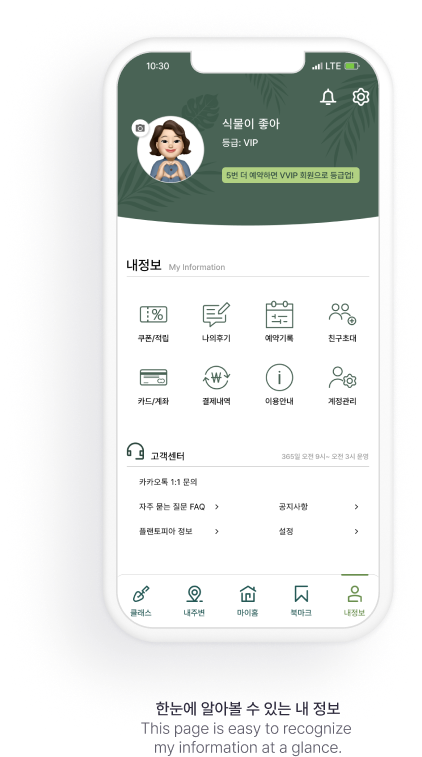 10:30 LTE
식물이 좋아
등급: VIP
5번 더 예약하면 VVIP 회원으로 등급업!
내정보 My Information
쿠폰/적립 나의후기 예약기록 친구초대
카드/계좌 결제내역 이용안내 계정관리
고객센터 365일 오전 9시~ 오전 3시 운영
카카오톡 1:1 문의
자주 묻는 질문 FAQ > 공지사항 >
플랜토피아 정보 > 설정 >
클래스 내주변 마이홈 북마크 내정보
한눈에 알아볼 수 있는 내 정보
This page is easy to recognize
my information at a glance.